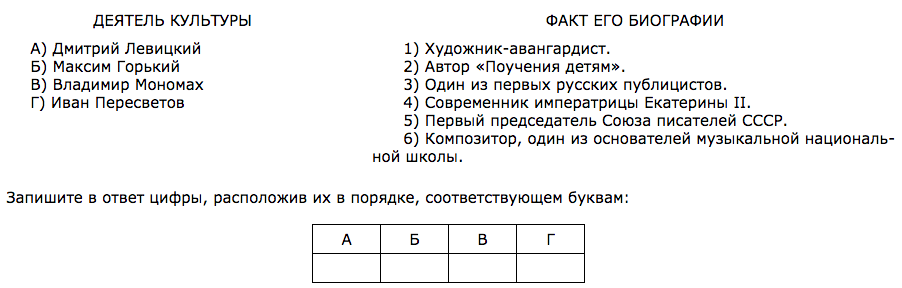 ДЕЯТЕЛЬ КУЛЬТУРЫ
А) Дмитрий Левицкий
Б) Максим Горький
В) Владимир Мономах
Г) Иван Пересветов
ФАКТ ЕГО БИОГРАФИИ
1) Художник-авангардист.
2) Автор «Поучения детям».
3) Один из первых русских публицистов.
4) Современник императрицы Екатерины II.
5) Первый председатель Союза писателей СССР.
6) Композитор, один из основателей музыкальной националь-
ной школы.
Запишите в ответ цифры, расположив их в порядке, соответствующем буквам:
А Б В Г